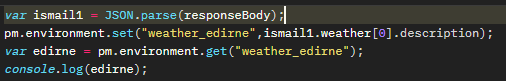 var ismail1 = JSON.parse(responseBody);
pm.environment.set("weather_edirne",ismail1.weather[0].description);
var edirne = pm.environment.get("weather_edirne");
console.log(edirne);